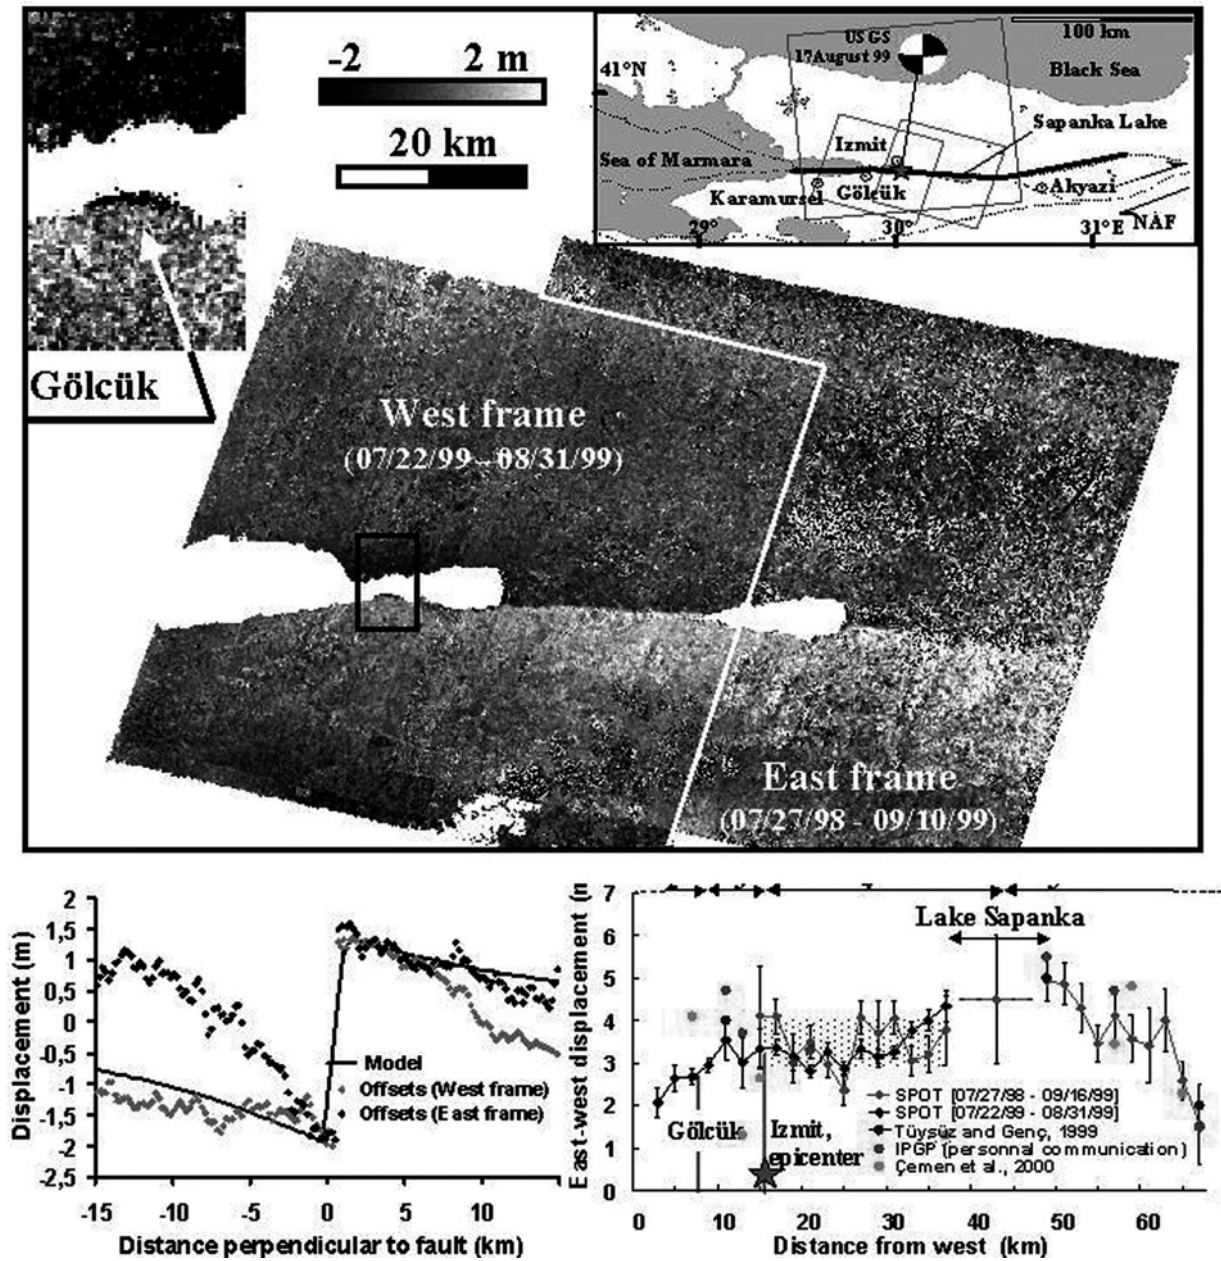 -2 2 m
20 km
Gölcük
US GS
17August 99
100 km
Black Sea
41°N
Sapanka Lake
Izmit
Sea of Marmara
Karamursel
Gölcük
Akyazi
NAF
29° 30° 31°E
West frame
(07/22/99 - 08/31/99)
East frame
(07/27/98 - 09/10/99)
Displacement (m)
2
1,5
1
0,5
0
-0,5
-1
-1,5
-2
-2,5
Model
Offsets (West frame)
Offsets (East frame)
-15 -10 -5 0 5 10
Distance perpendicular to fault (km)
East-west displacement (n
7
6
5
4
3
2
1
0
Lake Sapanka
Gölcük
Izmit,
epicenter
SPOT [07/27/98 - 09/16/99]
SPOT [07/22/99 - 08/31/99]
Tüysüz and Genç, 1999
IPGP (personnal communication)
Çemen et al., 2000
0 10 20 30 40 50 60
Distance from west (km)